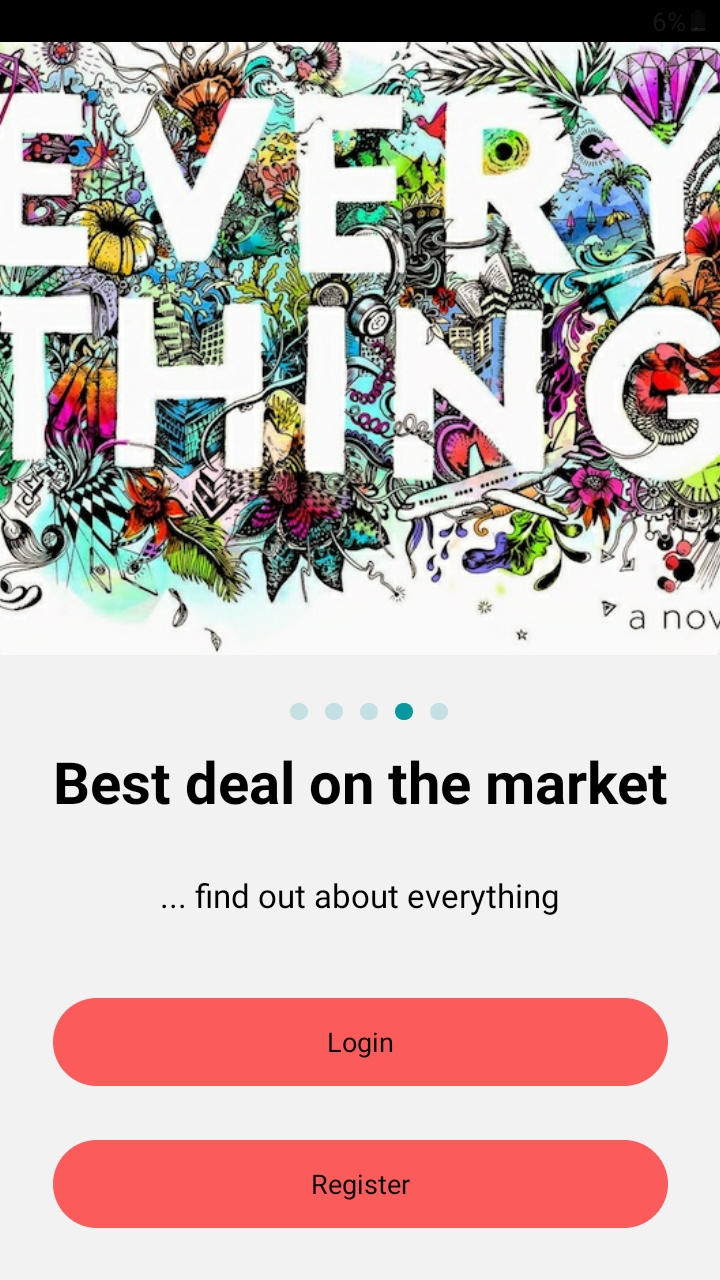 6%
EVERY
THING
a nov
Best deal on the market
... find out about everything
Login
Register